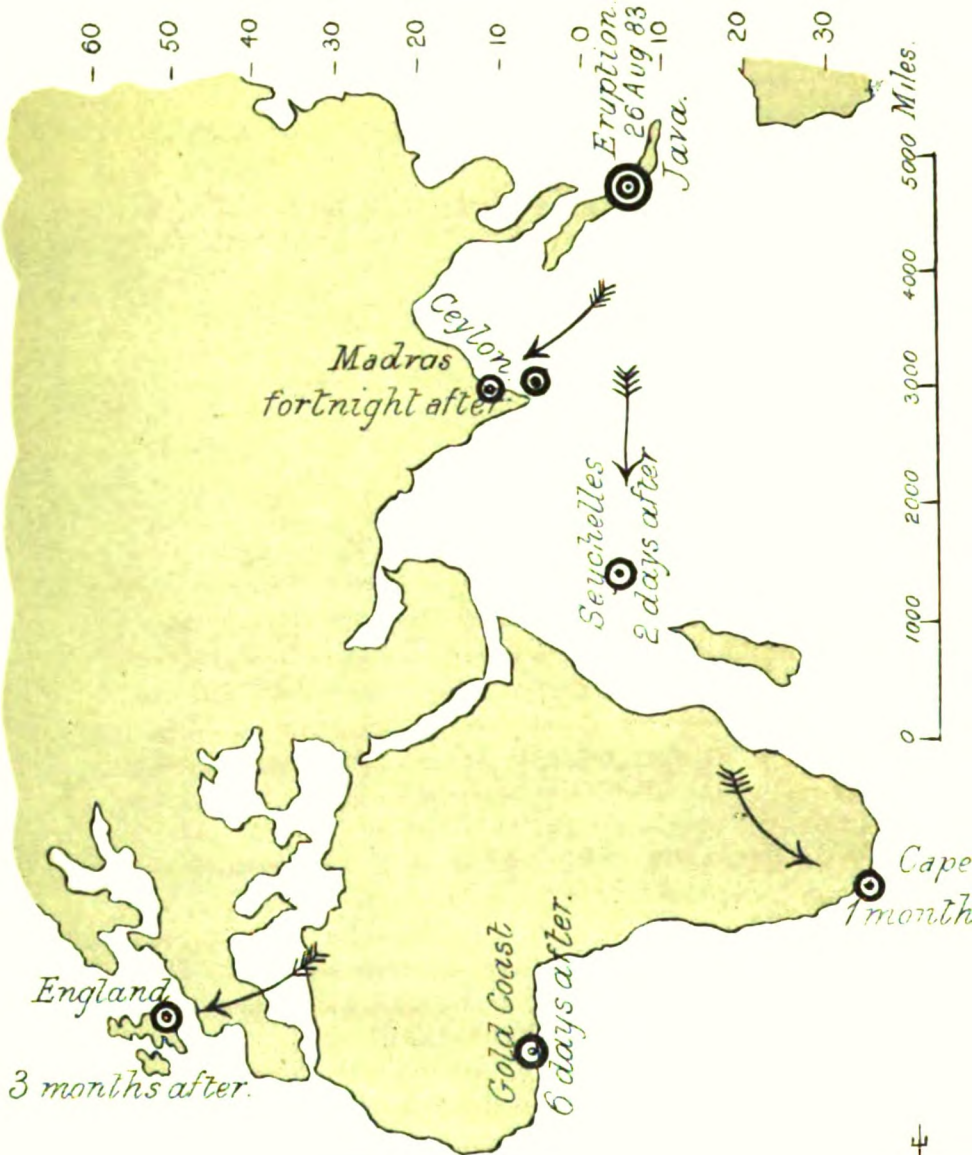 60
50
40
30
20
10
0
10
20
30
Eruption.
26 Aug 83
Java.
Ceylon.
Madras
fortnight after.
Seychelles
2 days after
5000 Miles.
4000
3000
2000
1000
0
England
3 months after.
Gold Coast
6 days after.
Cape
1 month